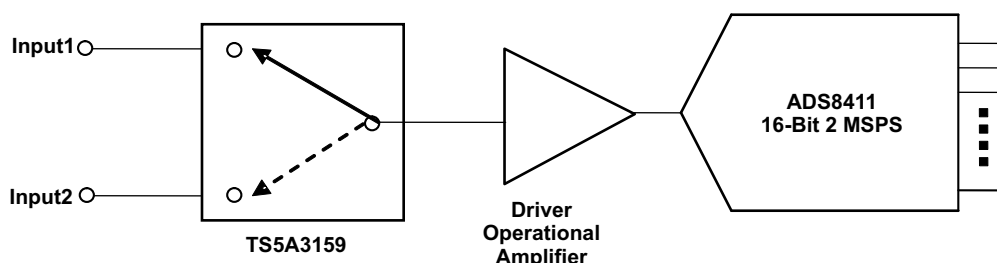 Input1
ADS8411
16-Bit 2 MSPS
Input2
TS5A3159
Driver
Operational
Amplifier